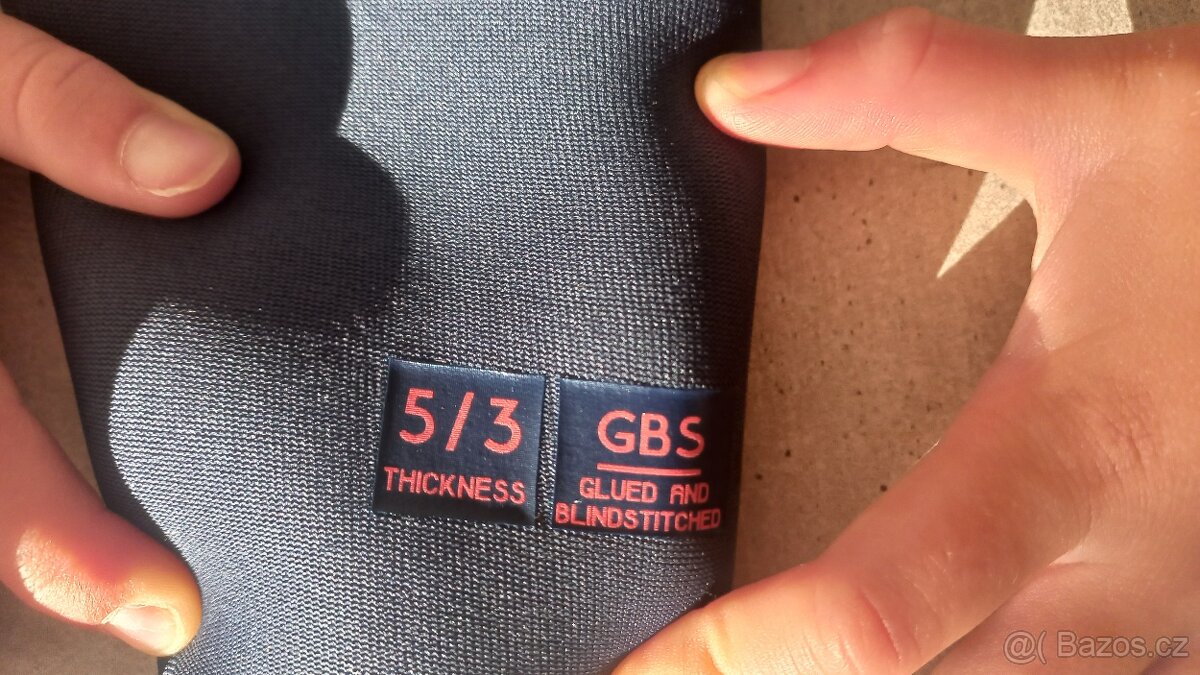 5/3
THICKNESS
GBS
GLUED AND
BLINDSTITCHED
@( Bazos.cz